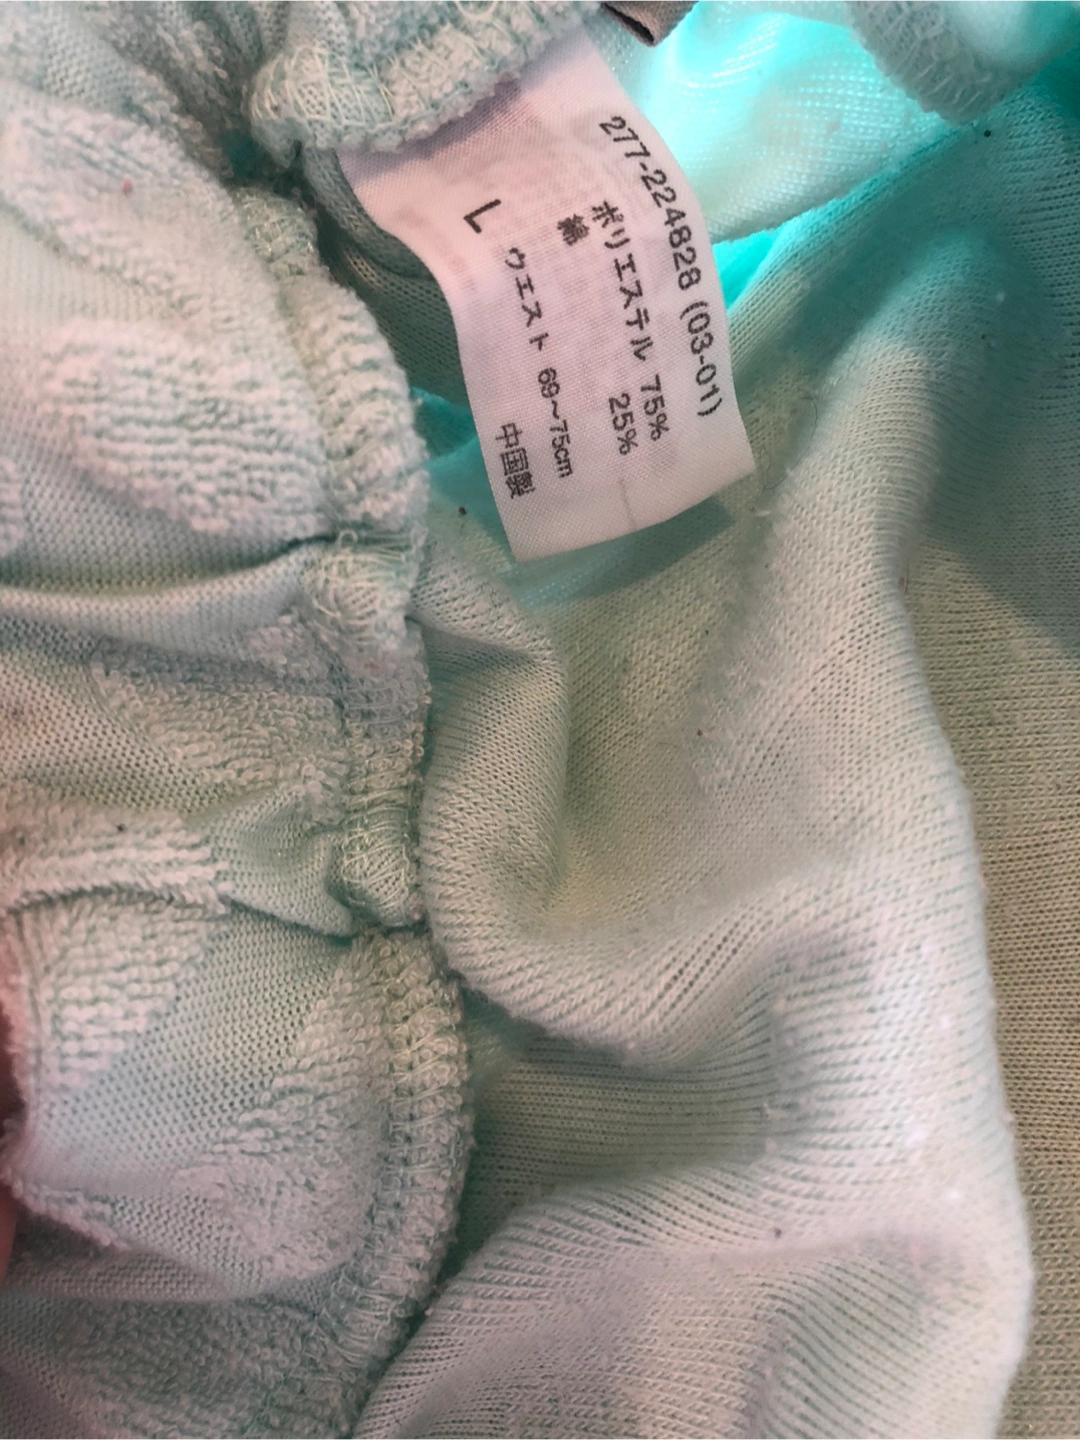 277-224828 (03-01)
ポリエステル 75%
綿 25%
L ウエスト 69~75cm
中国製